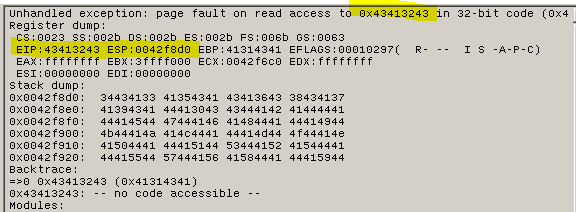 Unhandled exception: page fault on read access to 0x43413243 in 32-bit code (0x4
Register dump:
CS:0023 SS:002b DS:002b ES:002b FS:006b GS:0063
EIP:43413243 ESP:0042f8d0 EBP:41314341 EFLAGS:00010297( R- -- I S -A-P-C)
EAX:ffffffff EBX:3ffff000 ECX:0042f6c0 EDX:ffffffff
ESI:00000000 EDI:00000000
Stack dump:
0x0042f8d0: 34434133 41354341 43413643 38434137
0x0042f8e0: 41394341 44413043 43444142 41444441
0x0042f8f0: 44414544 47444146 41484441 44414944
0x0042f900: 4b44414a 414c4441 44414d44 4f44414e
0x0042f910: 41504441 44415144 53444152 41544441
0x0042f920: 44415544 57444156 41584441 44415944
Backtrace:
=>0 0x43413243 (0x41314341)
0x43413243: -- no code accessible --
Modules: